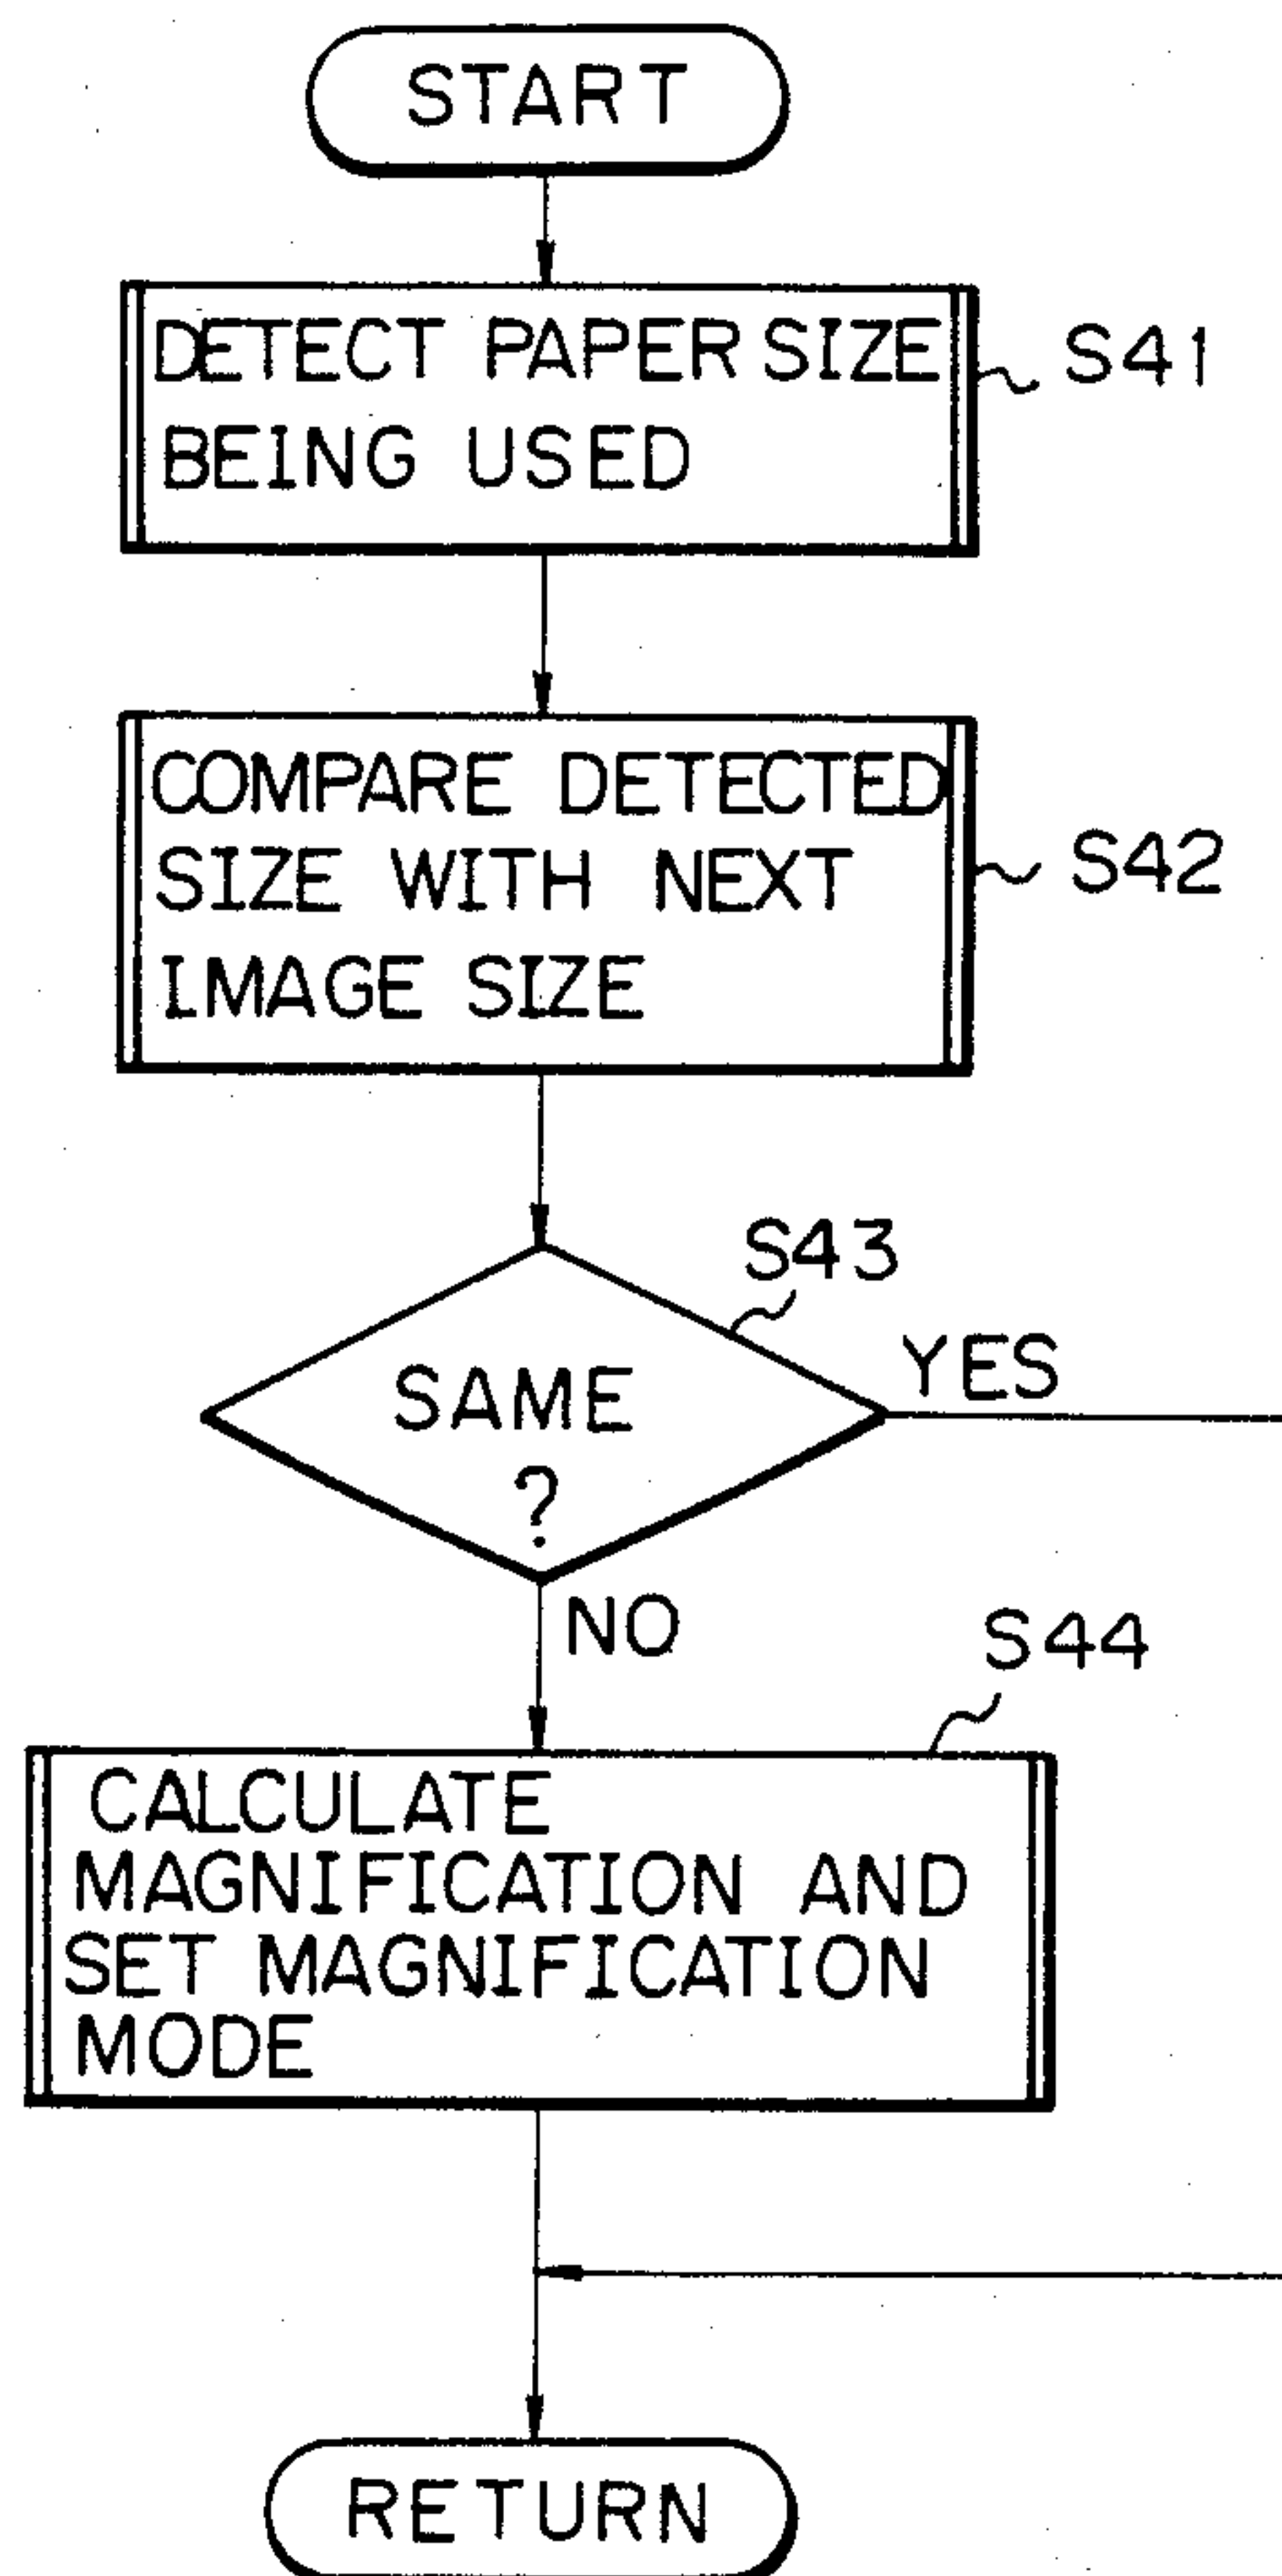 START
DETECT PAPER SIZE
BEING USED
S41
COMPARE DETECTED
SIZE WITH NEXT
IMAGE SIZE
S42
S43
SAME
?
YES
NO
S44
CALCULATE
MAGNIFICATION AND
SET MAGNIFICATION
MODE
RETURN